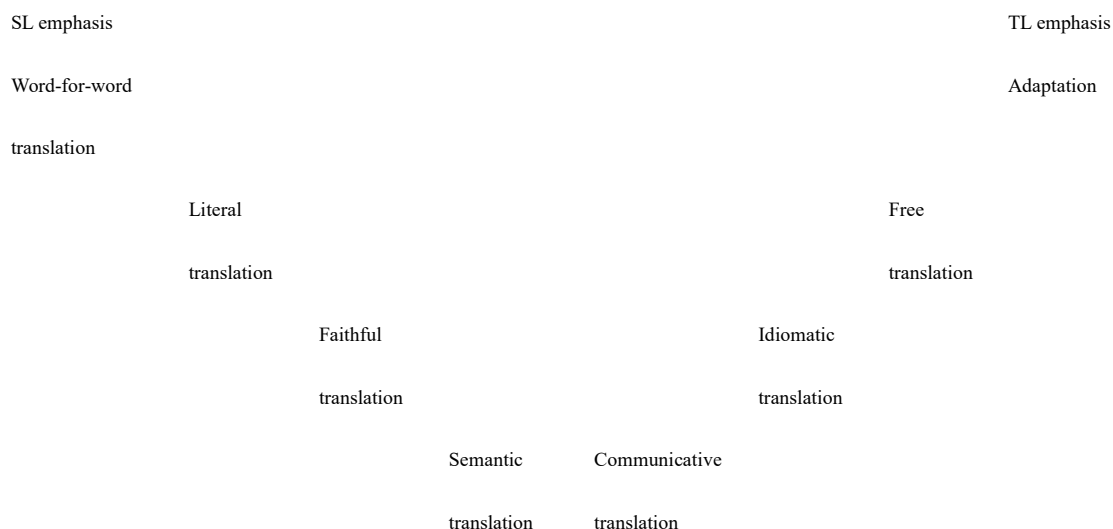 SL emphasis TL emphasis
Word-for-word Adaptation
translation
Literal Free
translation translation
Faithful Idiomatic
translation translation
Semantic Communicative
translation translation